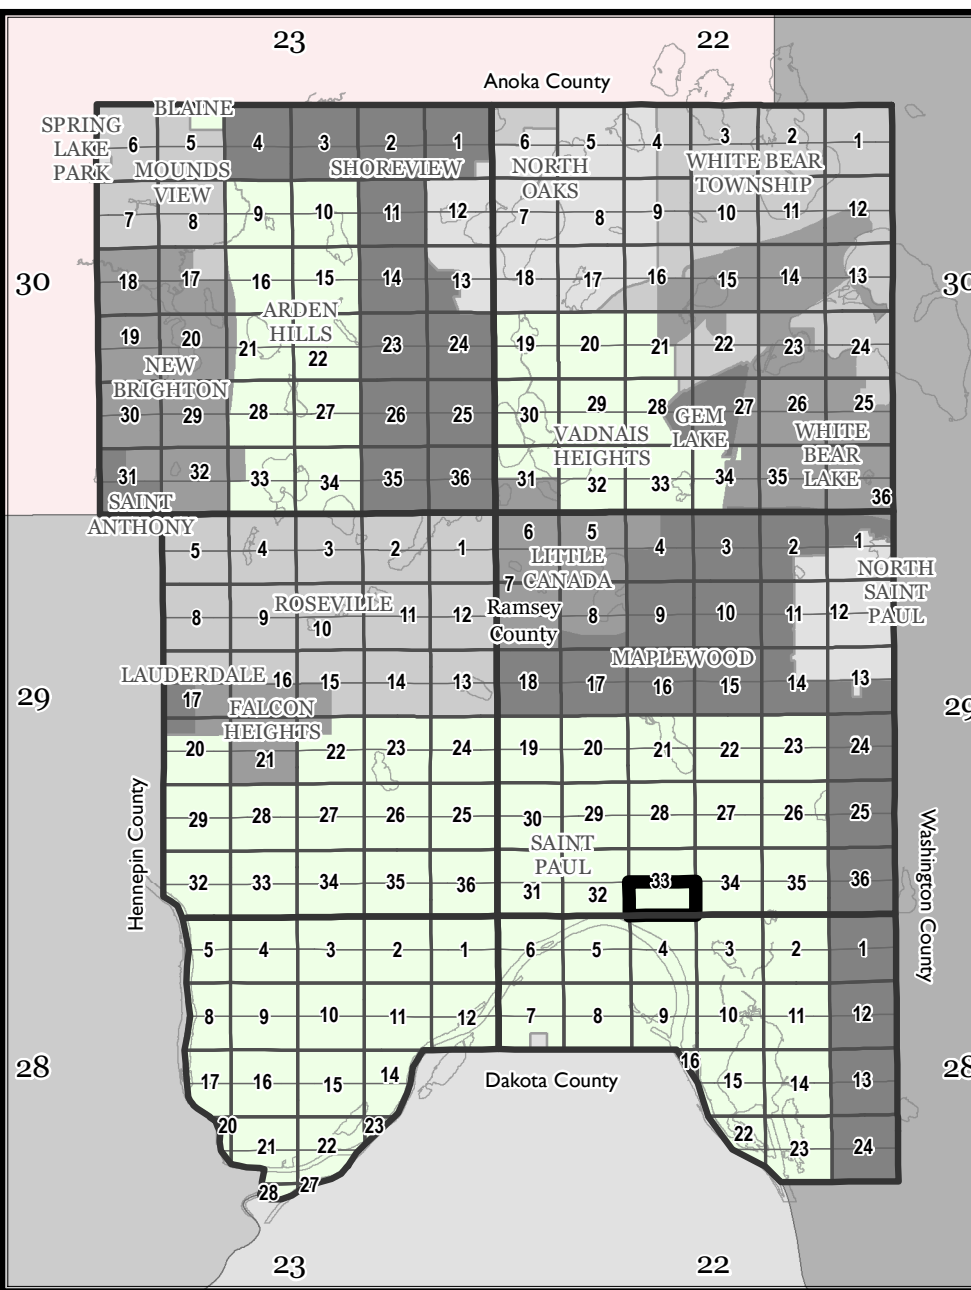 23 22
Anoka County
BLAINE
SPRING
LAKE
PARK
6 5 4 3 2 1 6 5 4 3 2 1
MOUNDS
VIEW
SHOREVIEW
NORTH
OAKS
WHITE BEAR
TOWNSHIP
7 8 9 10 11 12 7 8 9 10 11 12
30 18 17 16 15 14 13 18 17 16 15 14 13 30
ARDEN
HILLS
19 20 21 22 23 24 19 20 21 22 23 24
NEW
BRIGHTON
30 29 28 27 26 25 30 29 28 27 26 25
GEM
LAKE
VADNAIS
HEIGHTS
WHITE
BEAR
LAKE
31 32 33 34 35 36 31 32 33 34 35 36
SAINT
ANTHONY
5 4 3 2 1 6 5 4 3 2 1
LITTLE
CANADA
NORTH
SAINT
PAUL
ROSEVILLE
Ramsey
County
8 9 10 11 12 7 8 9 10 11 12
MAPLEWOOD
LAUDERDALE
29 17 16 15 14 13 18 17 16 15 14 13 29
FALCON
HEIGHTS
20 21 22 23 24 19 20 21 22 23 24
29 28 27 26 25 30 29 28 27 26 25
SAINT
PAUL
32 33 34 35 36 31 32 33 34 35 36
Hennepin County
Washington County
5 4 3 2 1 6 5 4 3 2 1
8 9 10 11 12 7 8 9 10 11 12
28 17 16 15 14 16 15 14 13 28
Dakota County
20 21 22 23 22 23 24
28 27
23 22